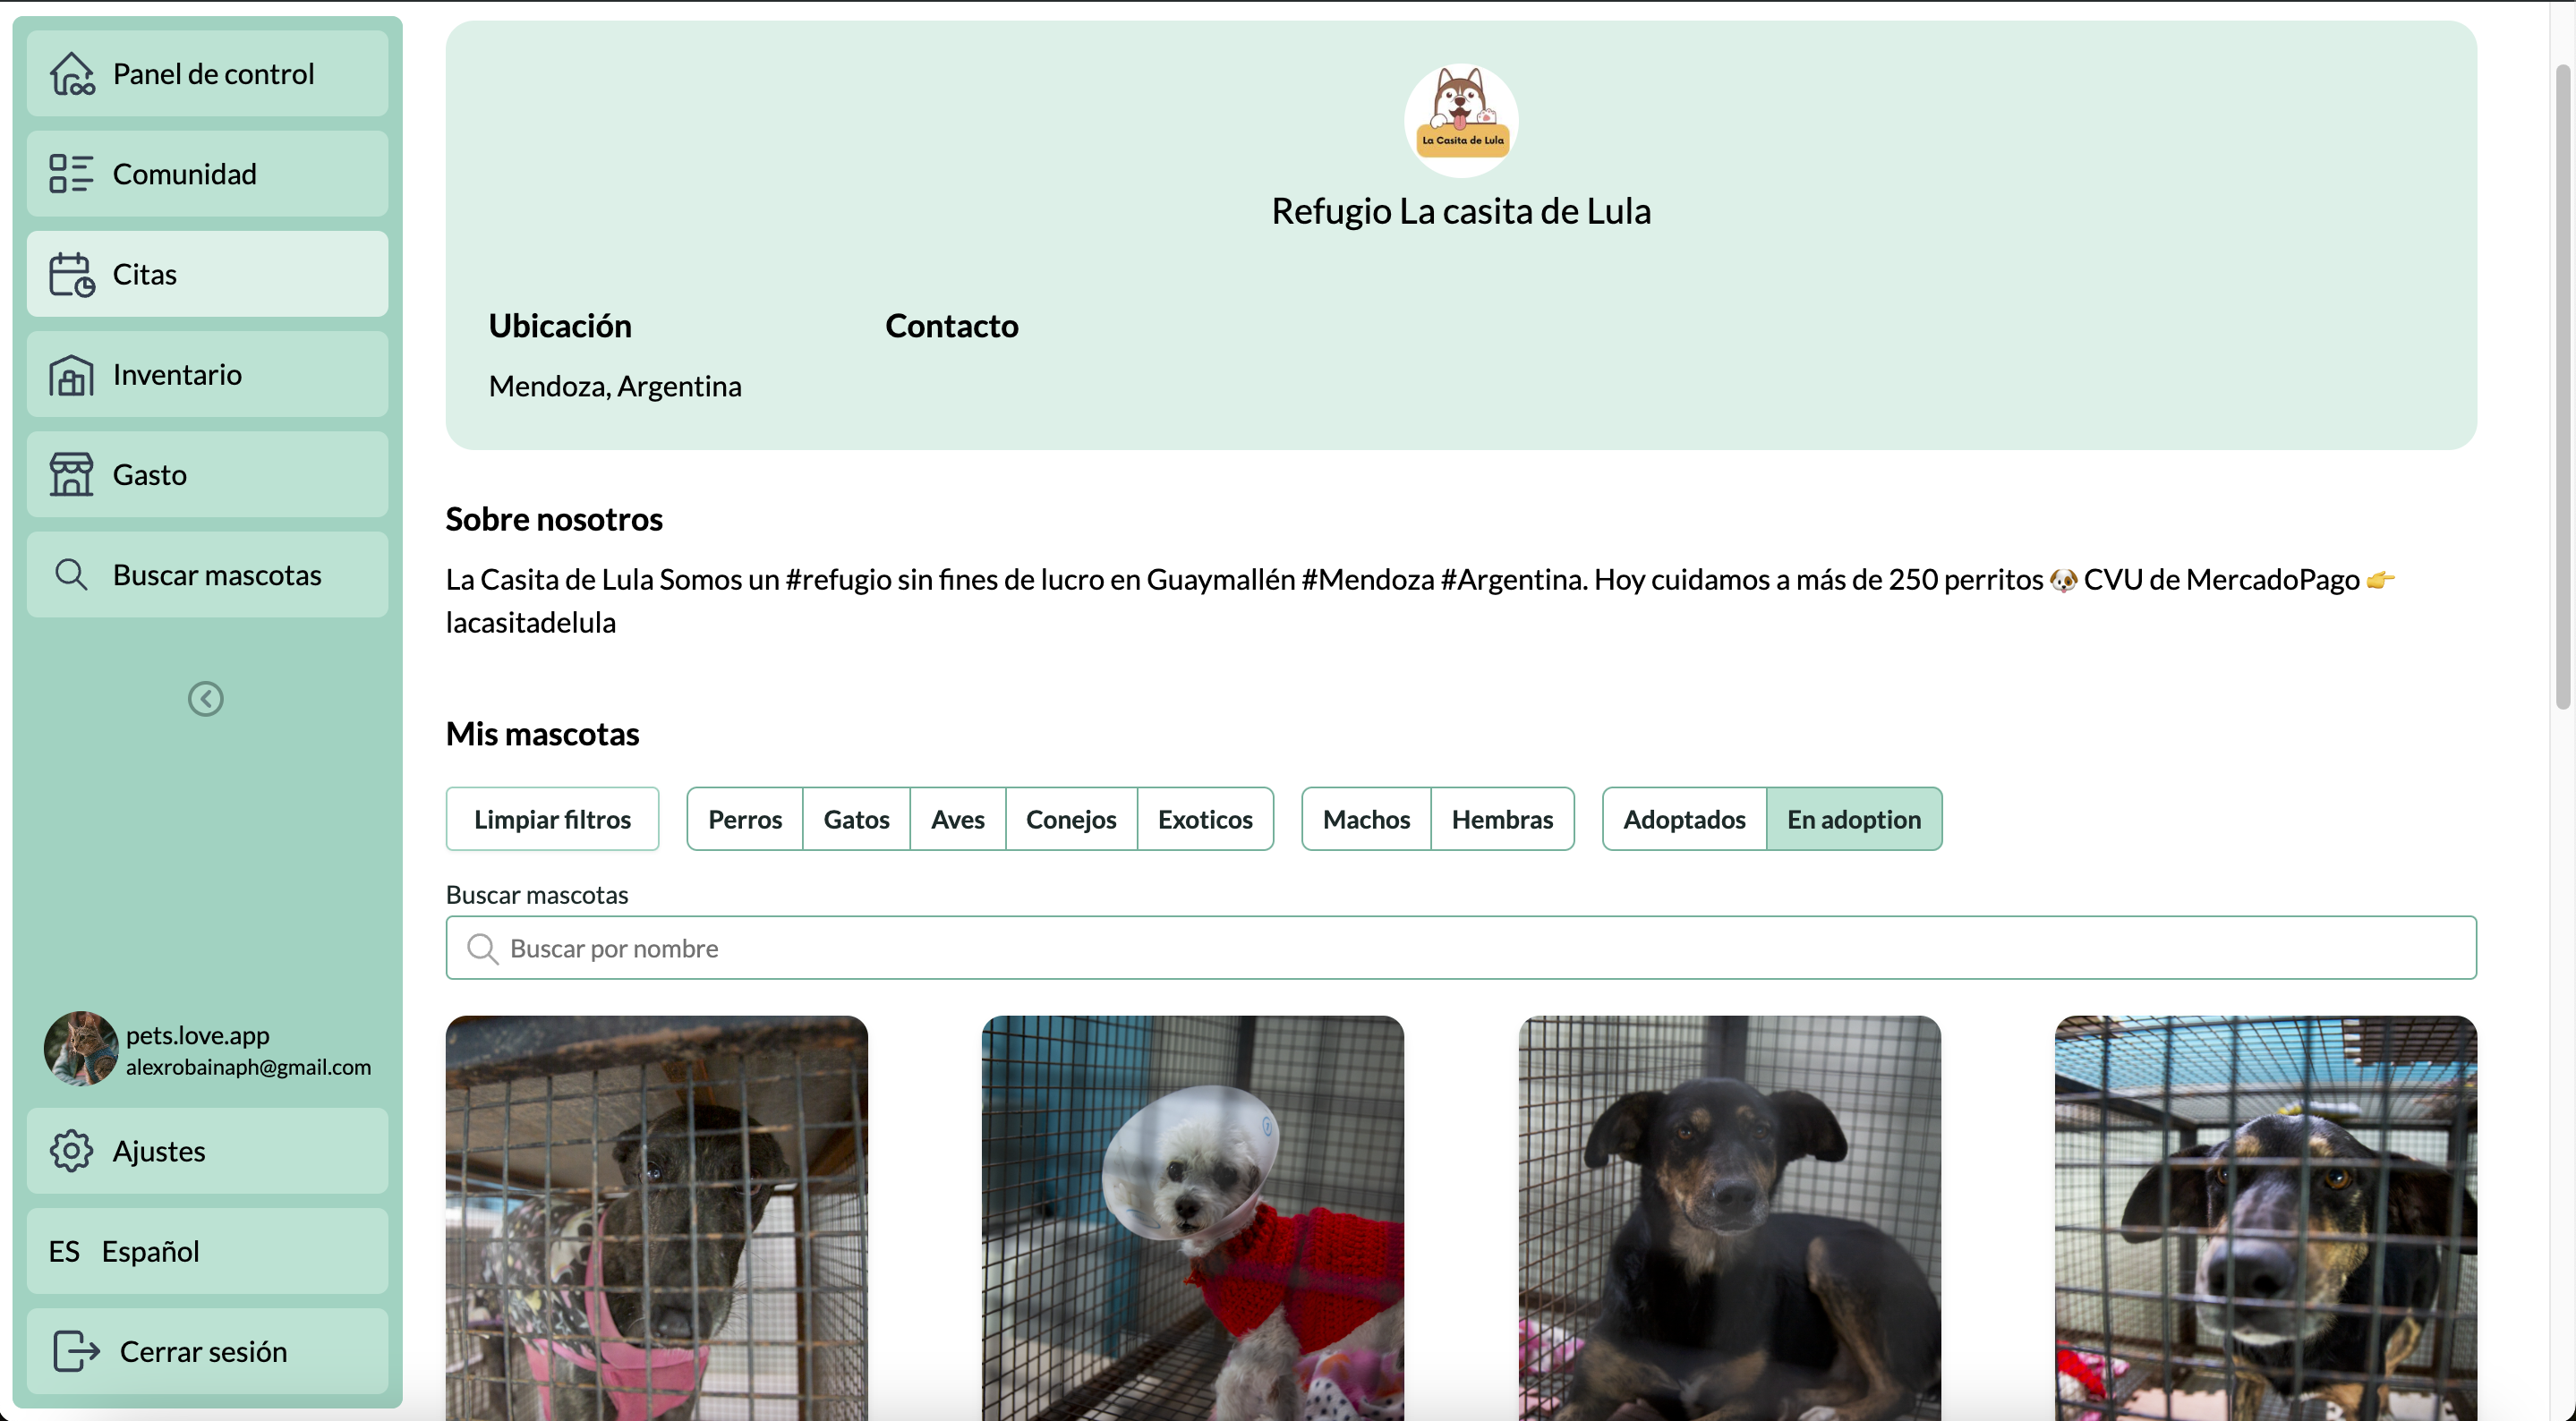 Panel de control
Comunidad
Citas
Inventario
Gasto
Buscar mascotas
pets.love.app
alexrobainaph@gmail.com
Ajustes
ES Español
Cerrar sesión
La Casita de Lula
Refugio La casita de Lula
Ubicación
Contacto
Mendoza, Argentina
Sobre nosotros
La Casita de Lula Somos un #refugio sin fines de lucro en Guaymallén #Mendoza #Argentina. Hoy cuidamos a más de 250 perritos 🐶 CVU de MercadoPago 👉
lacasitadelula
Mis mascotas
Limpiar filtros Perros Gatos Aves Conejos Exoticos Machos Hembras Adoptados En adoption
Buscar mascotas
Buscar por nombre